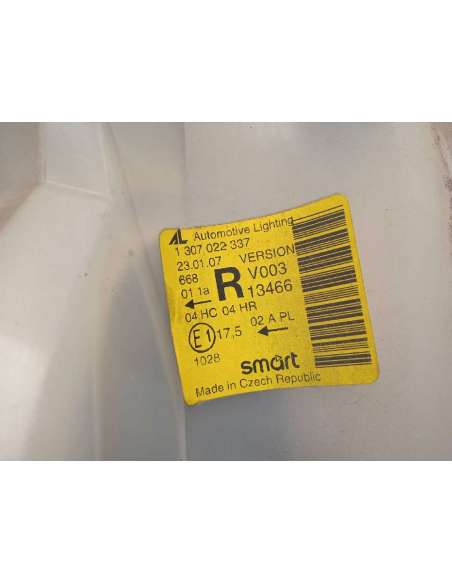 AL Automotive Lighting
1 307 022 337
23.01.07 VERSION
668 R V003
01 1a 13466
04 HC 04 HR
E1 17,5 02 A PL
1028 smart
Made in Czech Republic